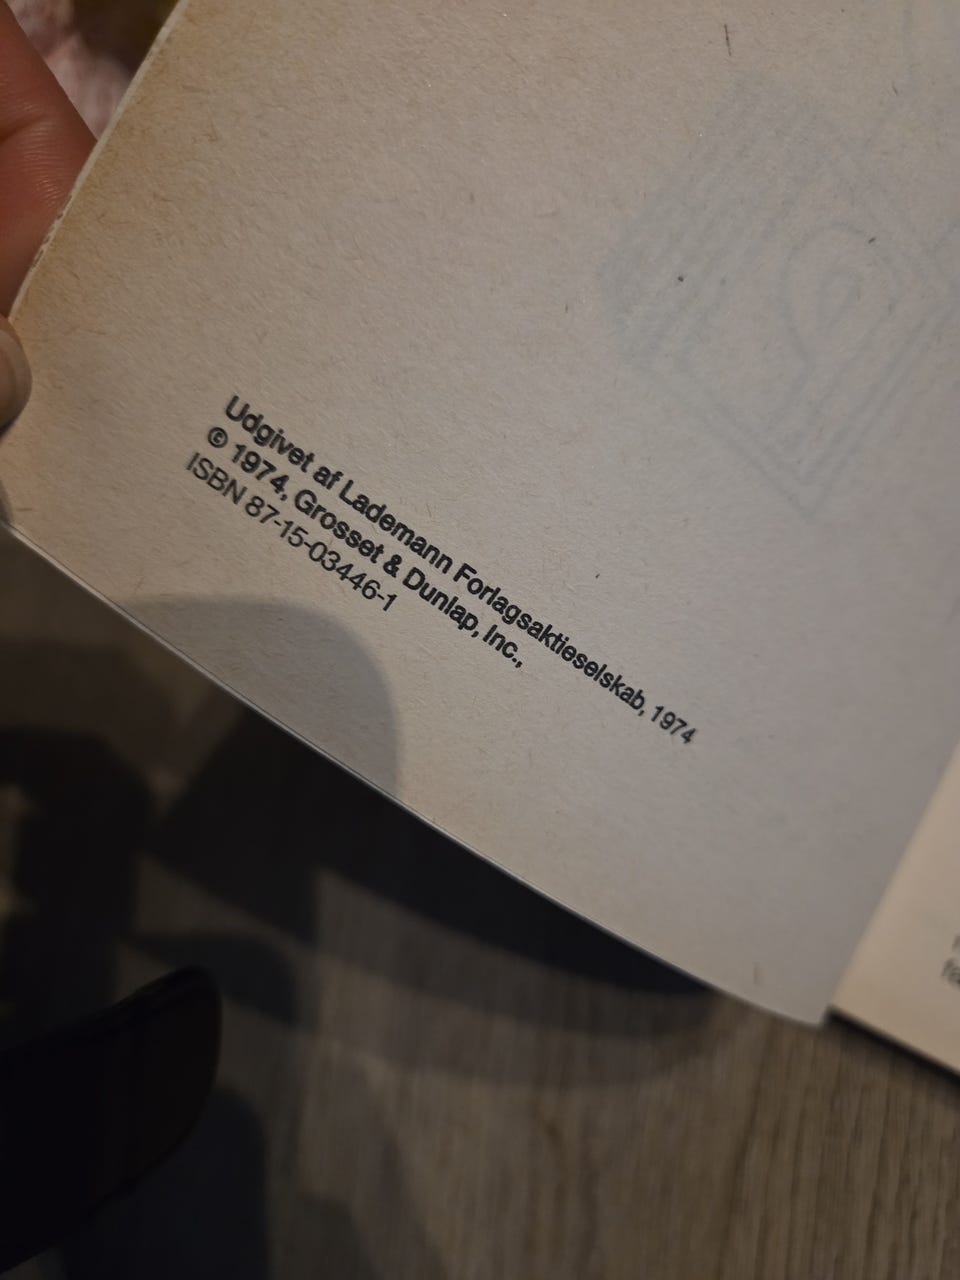 Udgivet af Lademann Forlagsaktieselskab, 1974
© 1974, Grosset & Dunlap, Inc.,
ISBN 87-15-03446-1